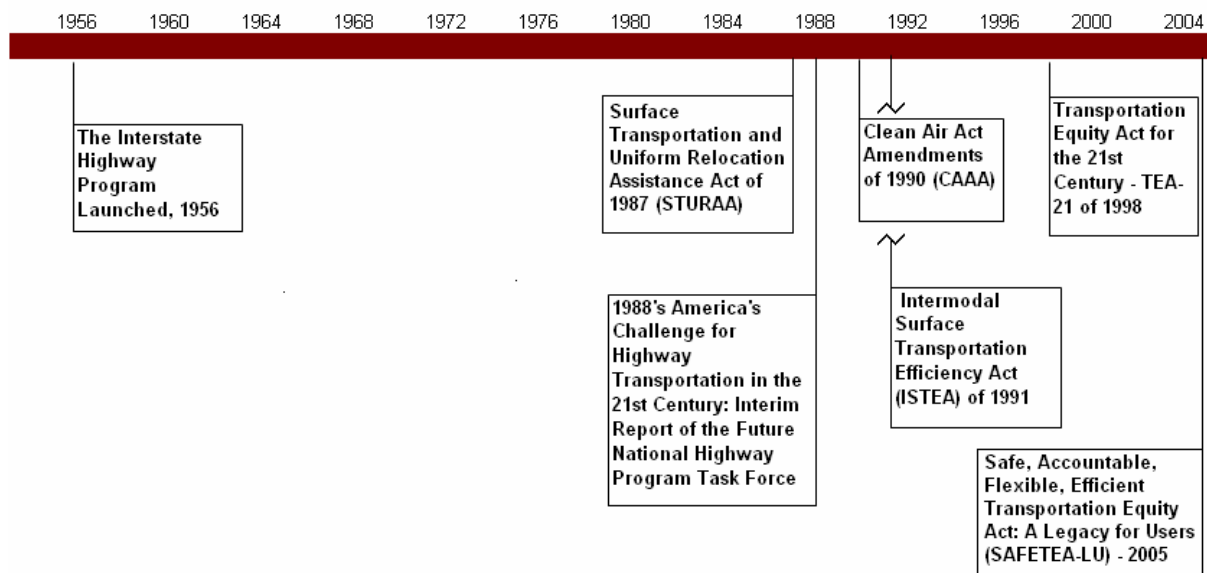 1956 1960 1964 1968 1972 1976 1980 1984 1988 1992 1996 2000 2004
The Interstate
Highway
Program
Launched, 1956
Surface
Transportation and
Uniform Relocation
Assistance Act of
1987 (STURAA)
1988's America's
Challenge for
Highway
Transportation in the
21st Century: Interim
Report of the Future
National Highway
Program Task Force
Clean Air Act
Amendments
of 1990 (CAAA)
Intermodal
Surface
Transportation
Efficiency Act
(ISTEA) of 1991
Transportation
Equity Act for
the 21st
Century - TEA-
21 of 1998
Safe, Accountable,
Flexible, Efficient
Transportation Equity
Act: A Legacy for Users
(SAFETEA-LU) - 2005